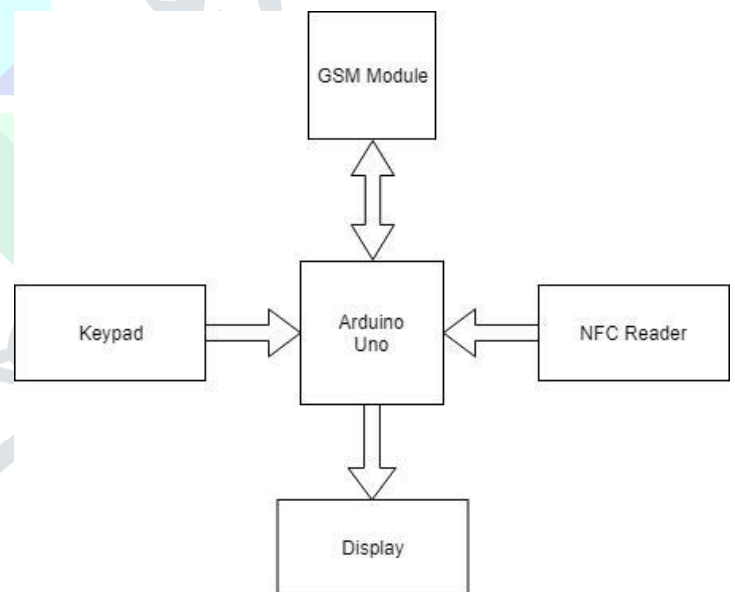 GSM Module
Keypad
Arduino
Uno
NFC Reader
Display